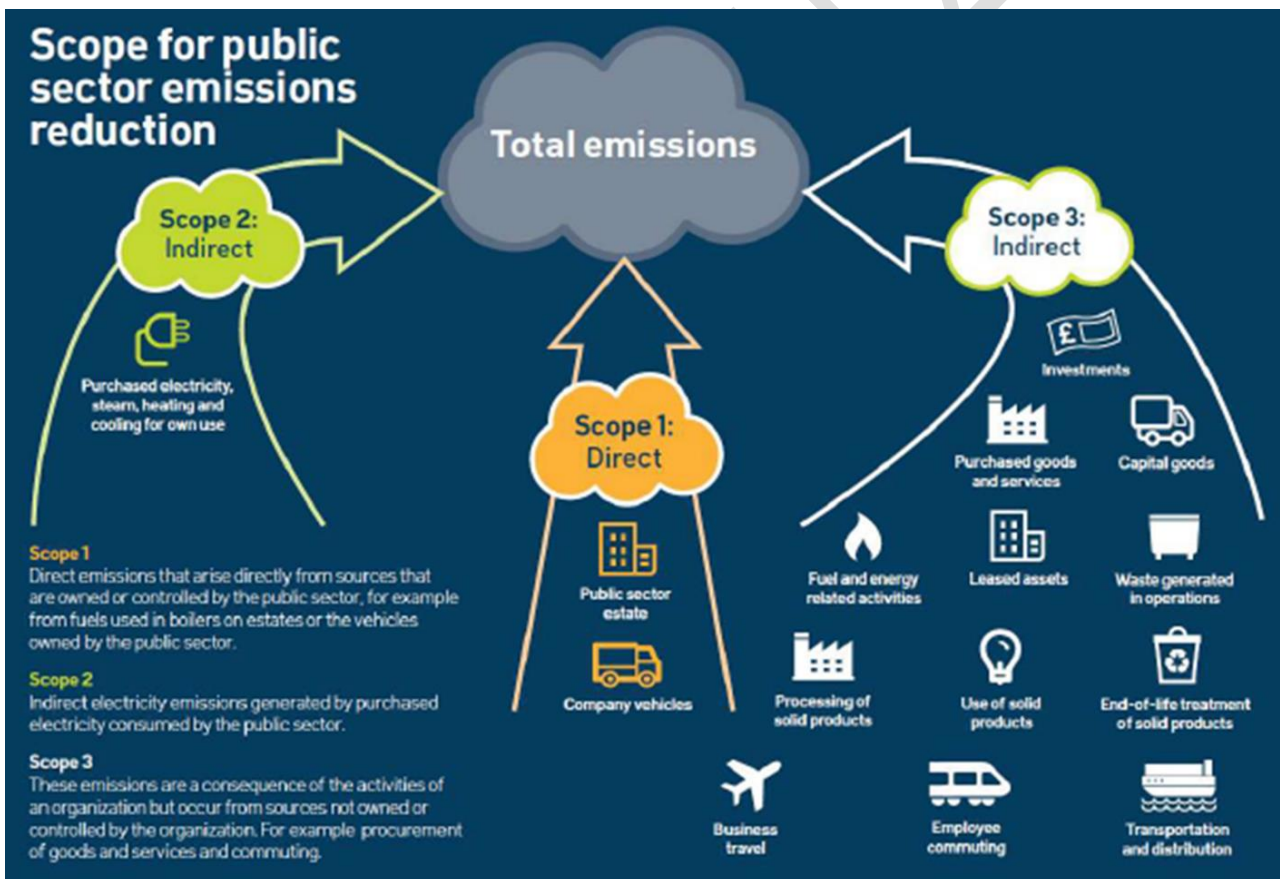 Scope for public
sector emissions
reduction
Total emissions
Scope 2:
Indirect
Purchased electricity,
steam, heating and
cooling for own use
Scope 1:
Direct
Public sector
estate
Company vehicles
Scope 3:
Indirect
£
Investments
Purchased goods
and services
Capital goods
Fuel and energy
related activities
Leased assets
Waste generated
in operations
Processing of
solid products
Use of solid
products
End-of-life treatment
of solid products
Business
travel
Employee
commuting
Transportation
and distribution
Scope 1
Direct emissions that arise directly from sources that
are owned or controlled by the public sector, for example
from fuels used in boilers on estates or the vehicles
owned by the public sector.
Scope 2
Indirect electricity emissions generated by purchased
electricity consumed by the public sector.
Scope 3
These emissions are a consequence of the activities of
an organization but occur from sources not owned or
controlled by the organization. For example procurement
of goods and services and commuting.